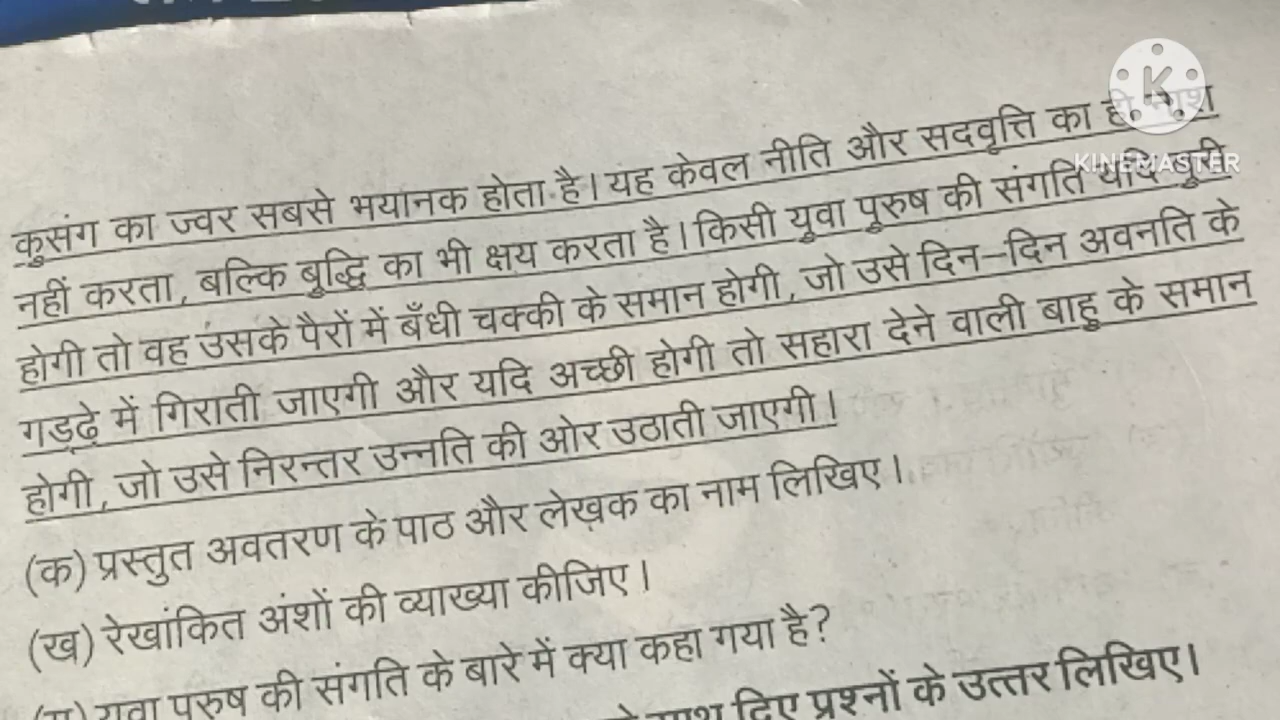 कुसंग का ज्वर सबसे भयानक होता है। यह केवल नीति और सदवृत्ति का ही नाश
नहीं करता, बल्कि बुद्धि का भी क्षय करता है। किसी युवा पुरुष की संगति यदि बुरी
होगी तो वह उसके पैरों में बँधी चक्की के समान होगी, जो उसे दिन–दिन अवनति के
गड्ढे में गिराती जाएगी और यदि अच्छी होगी तो सहारा देने वाली बाहु के समान
होगी, जो उसे निरन्तर उन्नति की ओर उठाती जाएगी।
(क) प्रस्तुत अवतरण के पाठ और लेखक का नाम लिखिए।
(ख) रेखांकित अंशों की व्याख्या कीजिए।
(ग) युवा पुरुष की संगति के बारे में क्या कहा गया है?
दिए प्रश्नों के उत्तर लिखिए।
KINEMASTER